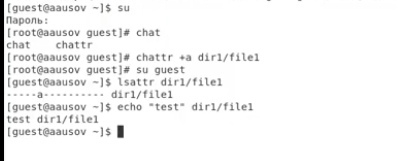 [guest@aausov ~]$ su
Пароль:
[root@aausov guest]# chat
chat    chattr
[root@aausov guest]# chattr +a dir1/file1
[root@aausov guest]# su guest
[guest@aausov ~]$ lsattr dir1/file1
-----a---------- dir1/file1
[guest@aausov ~]$ echo "test" dir1/file1
test dir1/file1
[guest@aausov ~]$